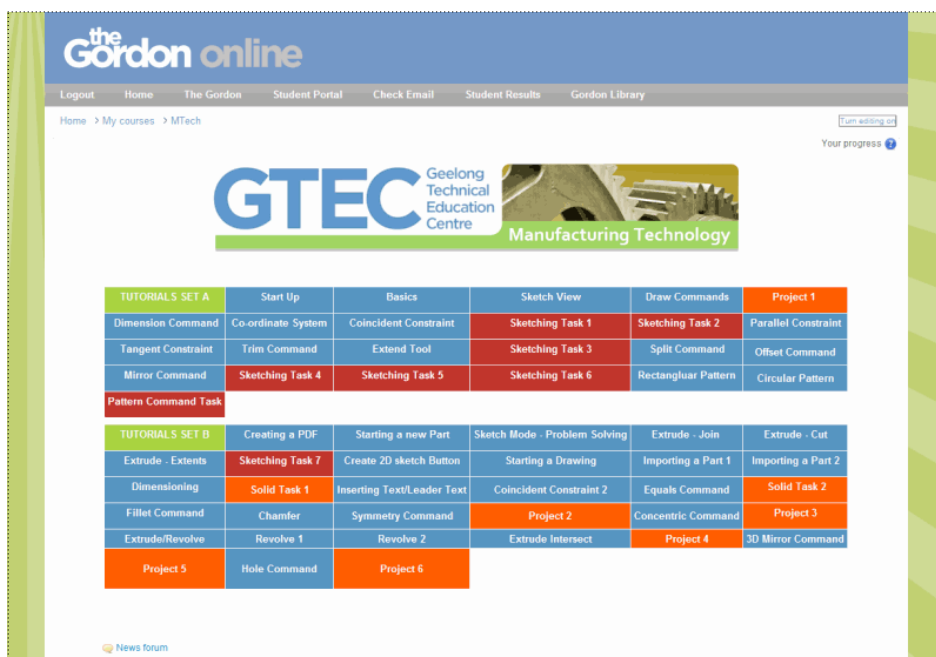 the
Gordon online
Logout Home The Gordon Student Portal Check Email Student Results Gordon Library
Home > My courses > MTech Turn editing on
Your progress ?
GTEC Geelong
Technical
Education
Centre
Manufacturing Technology
TUTORIALS SET A Start Up Basics Sketch View Draw Commands Project 1
Dimension Command Co-ordinate System Coincident Constraint Sketching Task 1 Sketching Task 2 Parallel Constraint
Tangent Constraint Trim Command Extend Tool Sketching Task 3 Split Command Offset Command
Mirror Command Sketching Task 4 Sketching Task 5 Sketching Task 6 Rectangluar Pattern Circular Pattern
Pattern Command Task
TUTORIALS SET B Creating a PDF Starting a new Part Sketch Mode - Problem Solving Extrude - Join Extrude - Cut
Extrude - Extents Sketching Task 7 Create 2D sketch Button Starting a Drawing Importing a Part 1 Importing a Part 2
Dimensioning Solid Task 1 Inserting Text/Leader Text Coincident Constraint 2 Equals Command Solid Task 2
Fillet Command Chamfer Symmetry Command Project 2 Concentric Command Project 3
Extrude/Revolve Revolve 1 Revolve 2 Extrude Intersect Project 4 3D Mirror Command
Project 5 Hole Command Project 6
News forum